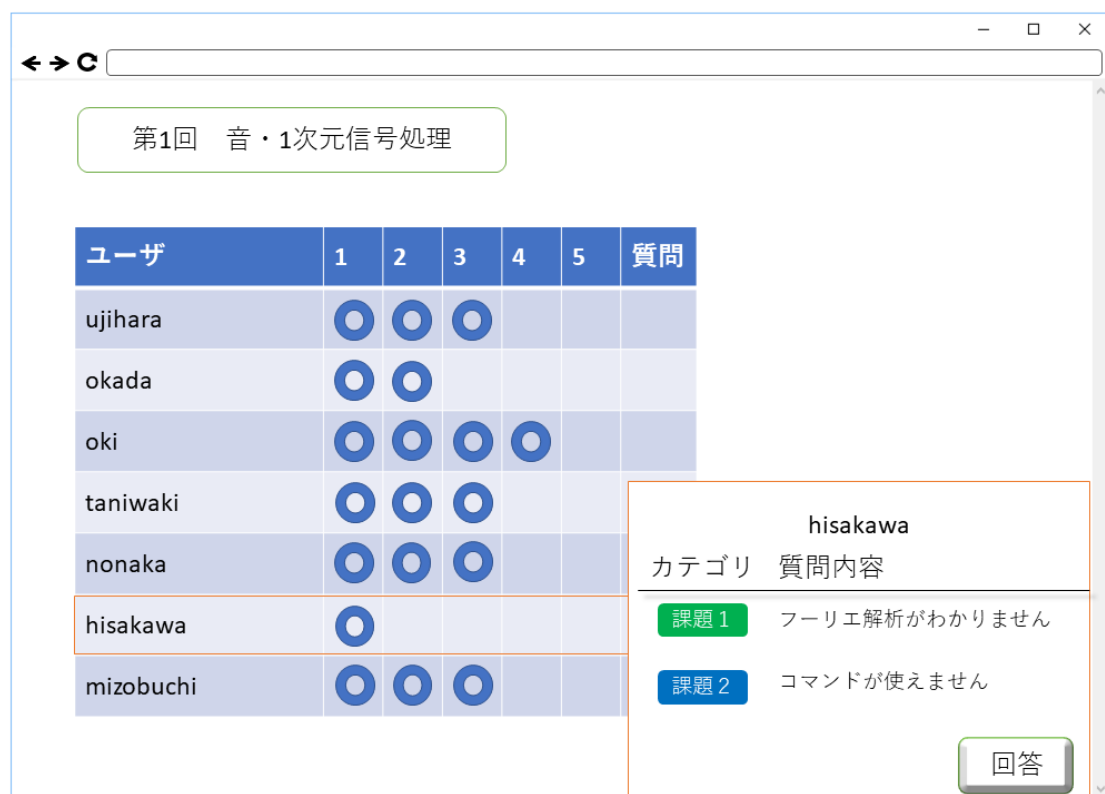 第1回　音・1次元信号処理
ユーザ 1 2 3 4 5 質問
ujihara
okada
oki
taniwaki
nonaka
hisakawa
mizobuchi
hisakawa
カテゴリ 質問内容
課題１ フーリエ解析がわかりません
課題２ コマンドが使えません
回答